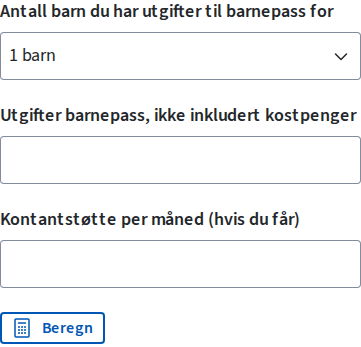 Antall barn du har utgifter til barnepass for
1 barn
Utgifter barnepass, ikke inkludert kostpenger
Kontantstøtte per måned (hvis du får)
Beregn